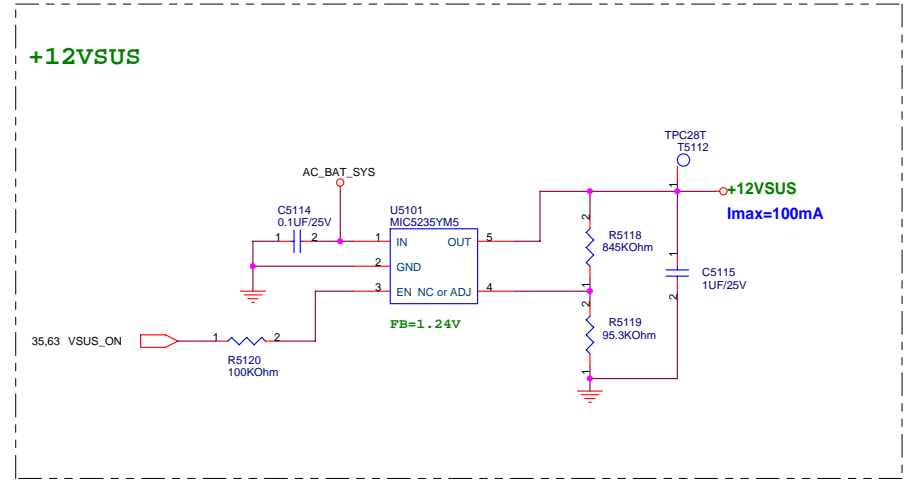 +12VSUS
TPC28T
T5112
AC_BAT_SYS
1
+12VSUS
Imax=100mA
C5114
0.1UF/25V
U5101
MIC5235YM5
1 2
1 IN OUT 5
2 GND
3 EN NC or ADJ 4
FB=1.24V
2
R5118
845KOhm
1
1
C5115
1UF/25V
2
2
R5119
95.3KOhm
1
35,63 VSUS_ON
1 2
R5120
100KOhm